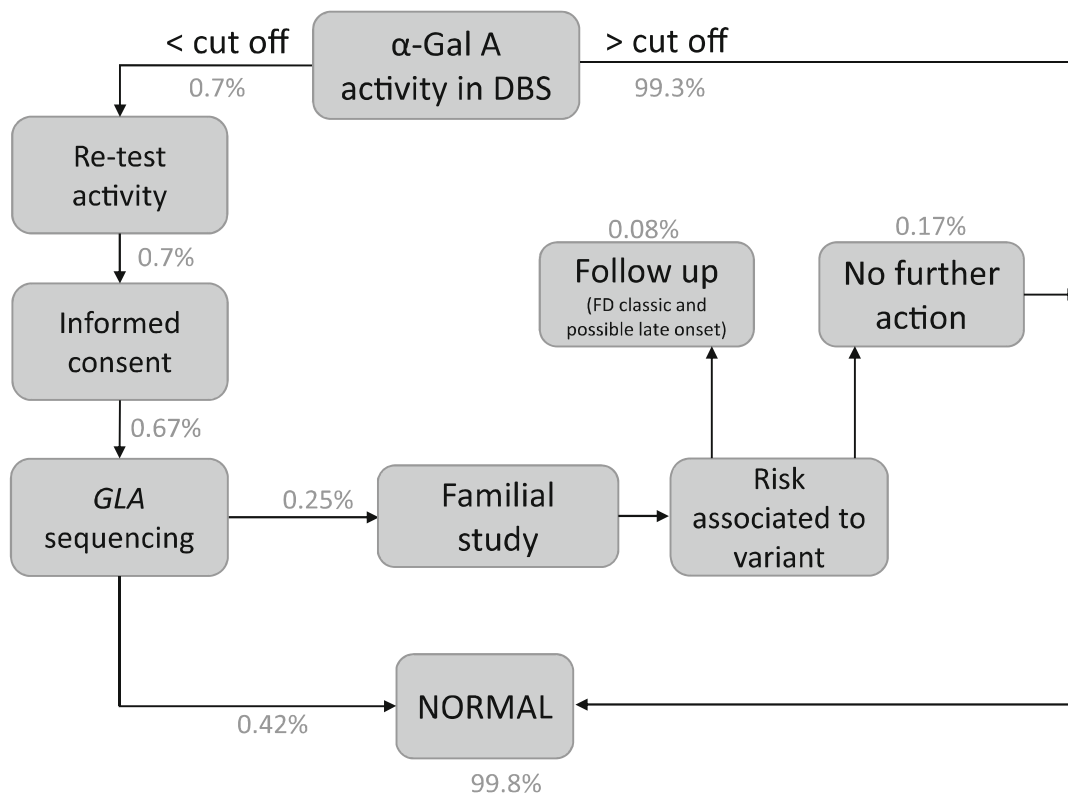 < cut off
α-Gal A
activity in DBS
> cut off
0.7%
99.3%
Re-test
activity
0.7%
0.08%
Follow up
(FD classic and
possible late onset)
0.17%
No further
action
Informed
consent
0.67%
GLA
sequencing
0.25%
Familial
study
Risk
associated to
variant
NORMAL
0.42%
99.8%